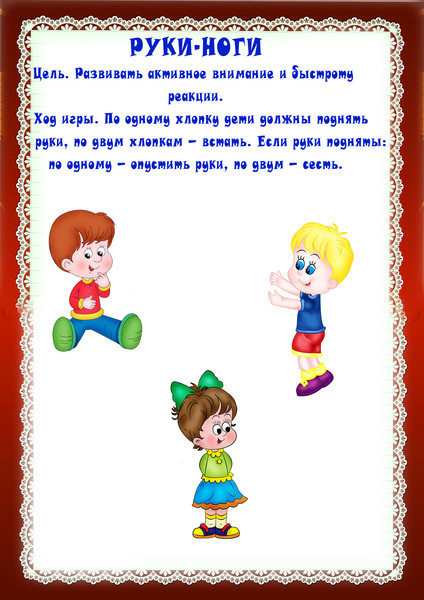 РУКИ-НОГИ
Цель. Развивать активное внимание и быстроту
реакции.
Ход игры. По одному хлопку дети должны поднять
руки, по двум хлопкам – встать. Если руки подняты:
по одному – опустить руки, по двум – сесть.